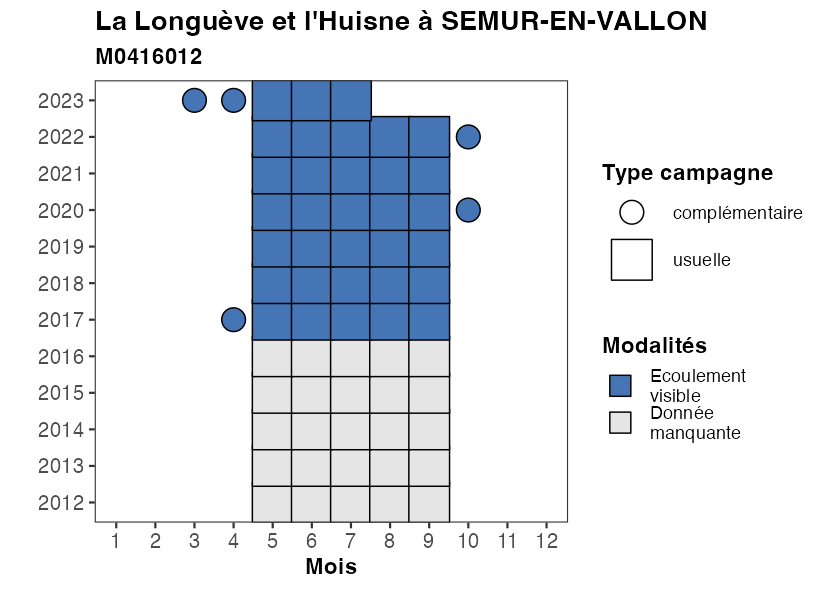 La Longuève et l'Huisne à SEMUR-EN-VALLON
M0416012
2023
2022
2021
2020
2019
2018
2017
2016
2015
2014
2013
2012
1 2 3 4 5 6 7 8 9 10 11 12
Mois
Type campagne
complémentaire
usuelle
Modalités
Ecoulement
visible
Donnée
manquante